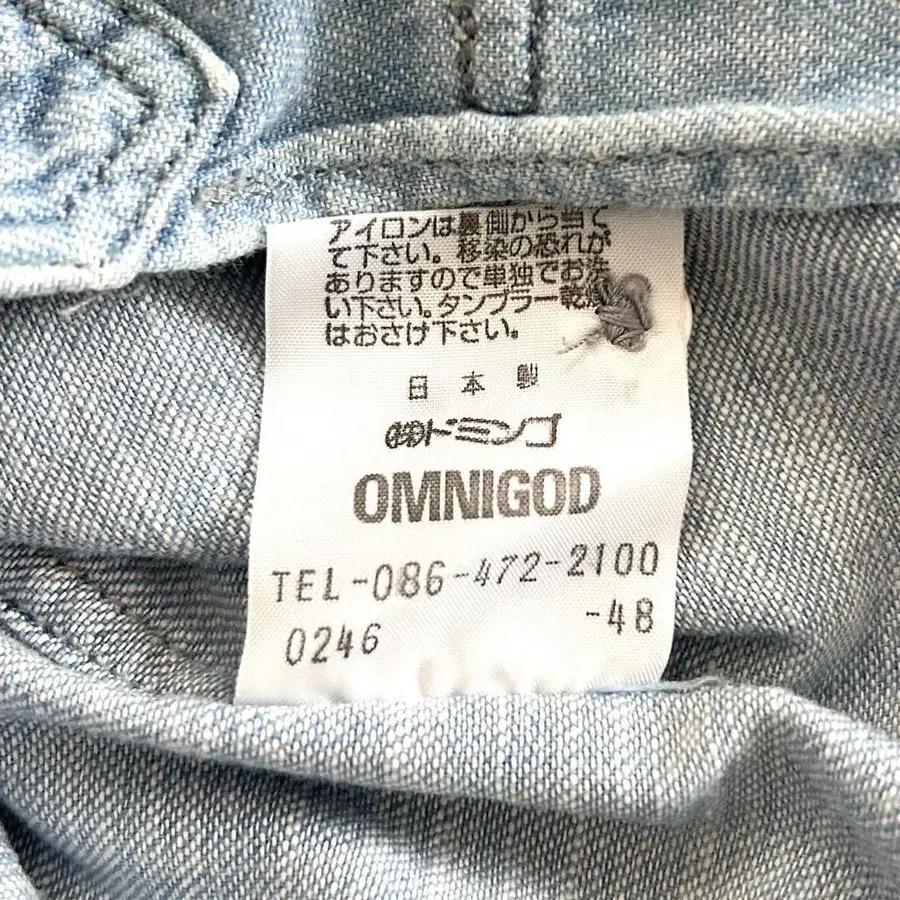 アイロンは裏側から当て
て下さい。移染の恐れが
ありますので単独でお洗
い下さい。タンブラー乾燥
はおさけ下さい。
日本製
㈱ドミンゴ
OMNIGOD
TEL-086-472-2100
0246 -48